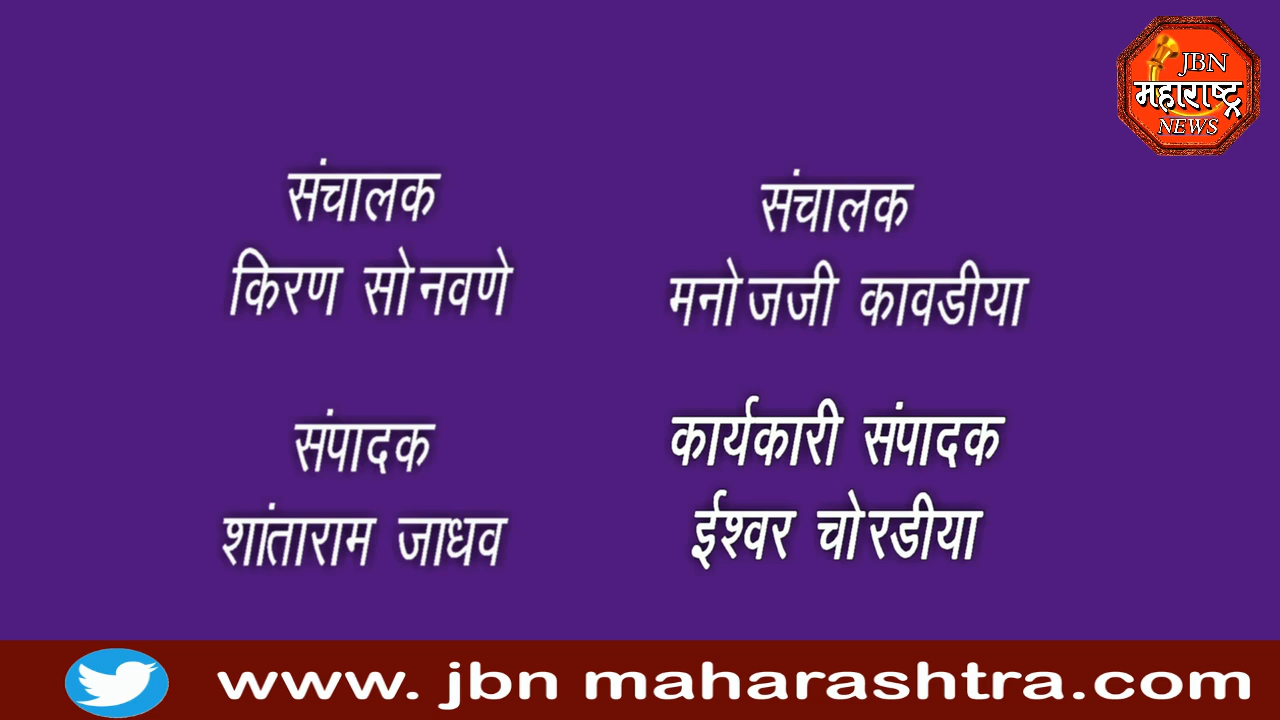 JBN
महाराष्ट्र
NEWS
संचालक
किरण सोनवणे
संचालक
मनोजजी कावडीया
संपादक
शांताराम जाधव
कार्यकारी संपादक
ईश्वर चोरडीया
www. jbn maharashtra.com